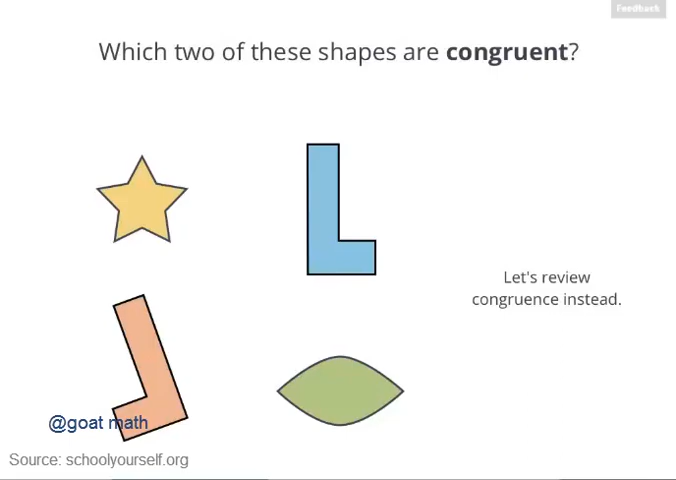 Feedback
Which two of these shapes are congruent?
Let's review
congruence instead.
@goat math
Source: schoolyourself.org